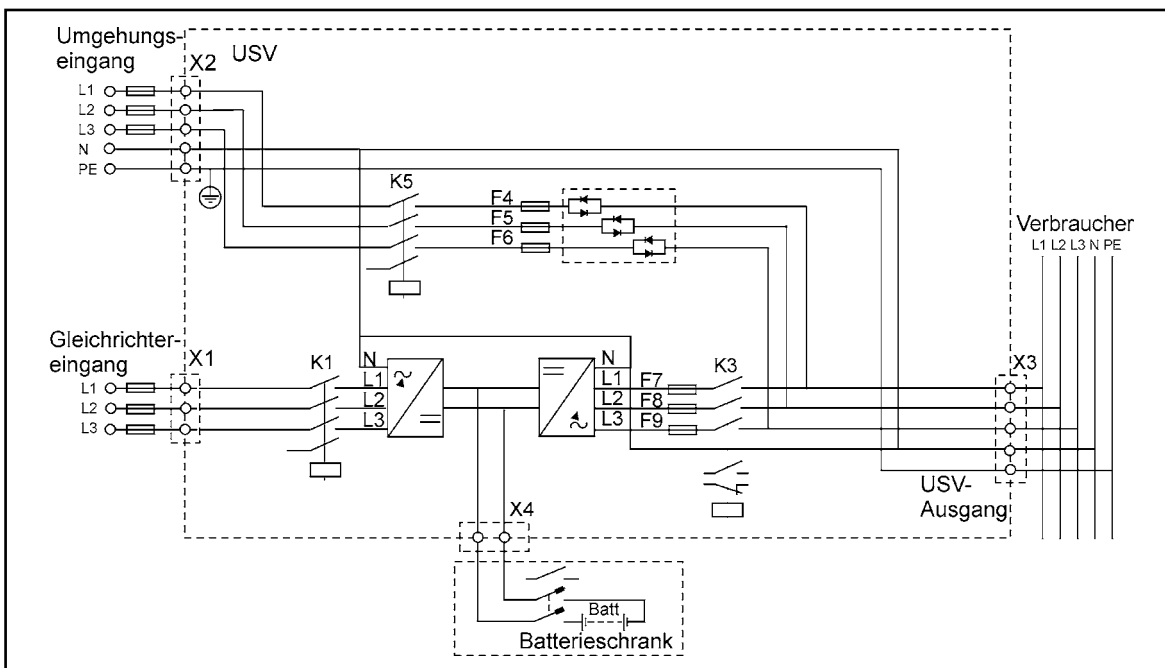 Umgehungs-
eingang
USV
X2
L1
L2
L3
N
PE
K5
F4
F5
F6
Verbraucher
L1 L2 L3 N PE
Gleichrichter-
eingang
X1
K1
N
L1
L2
L3
L1
L2
L3
N
L1
L2
L3
F7
F8
F9
K3
X3
USV-
Ausgang
X4
Batt
Batterieschrank